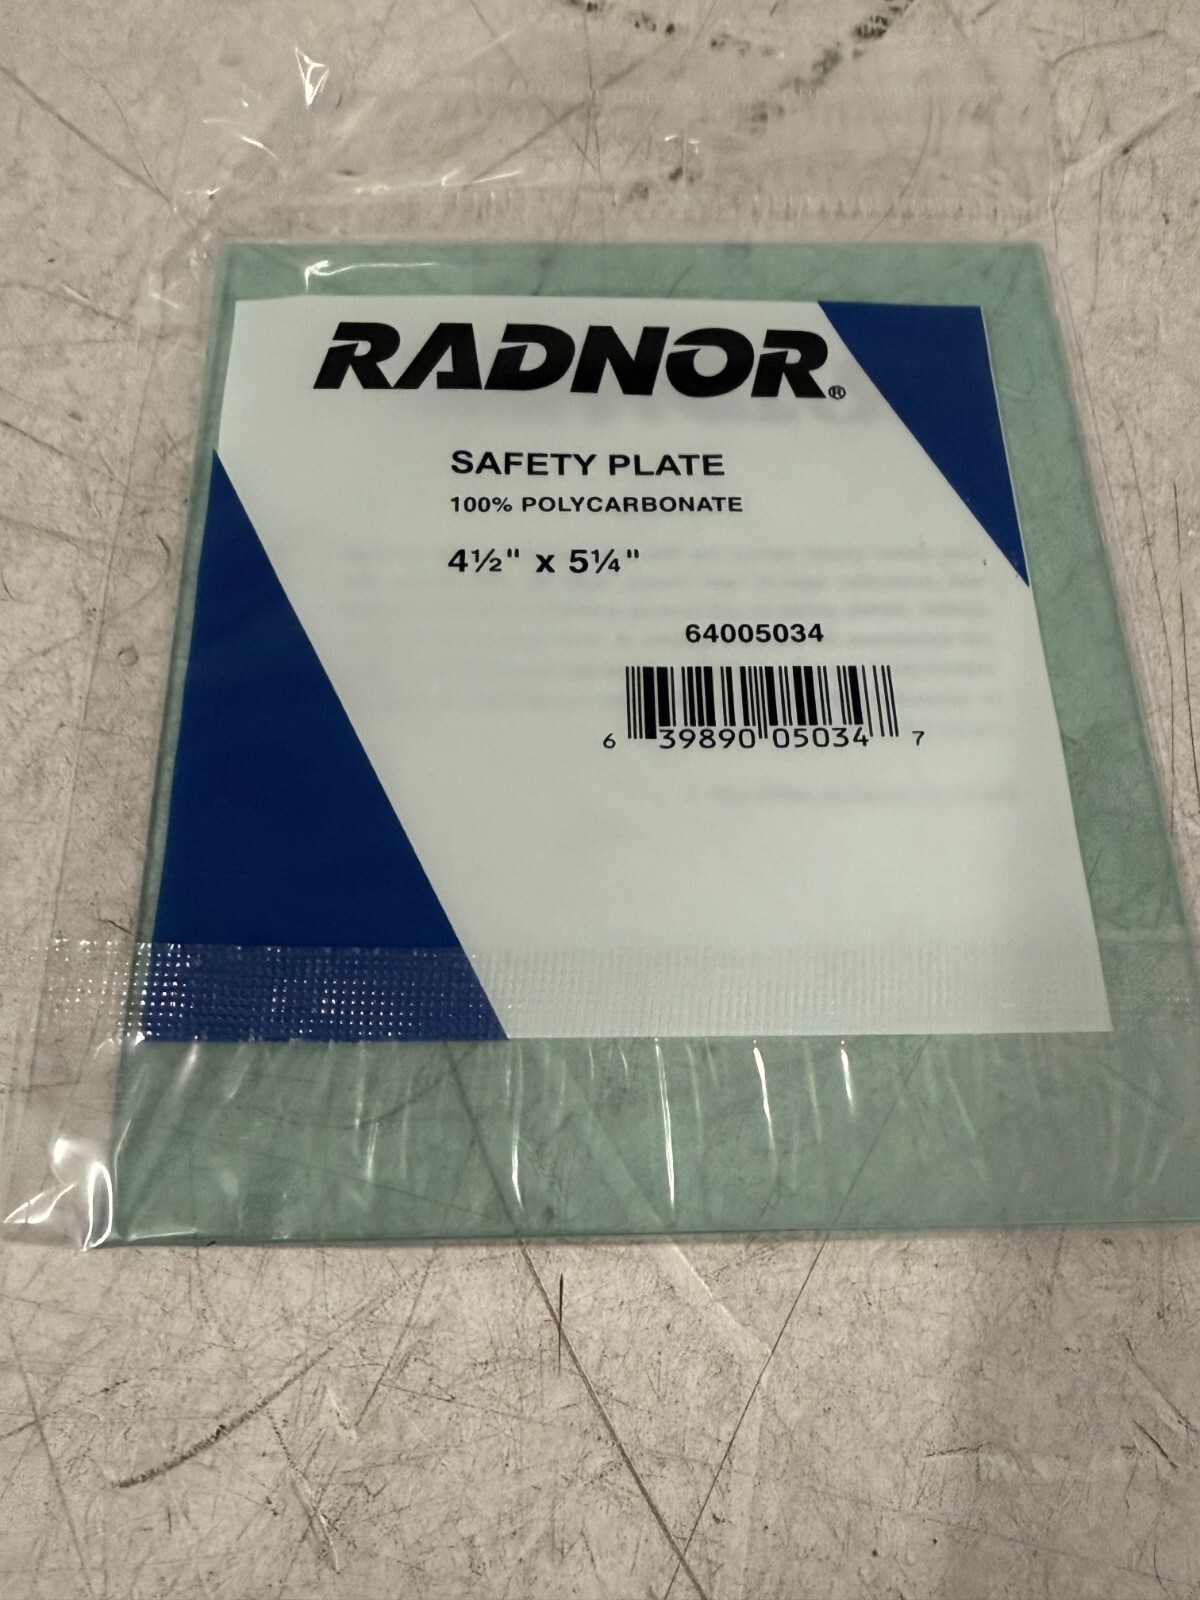 RADNOR®
SAFETY PLATE
100% POLYCARBONATE
4½" x 5¼"
64005034
6 39890 05034 7